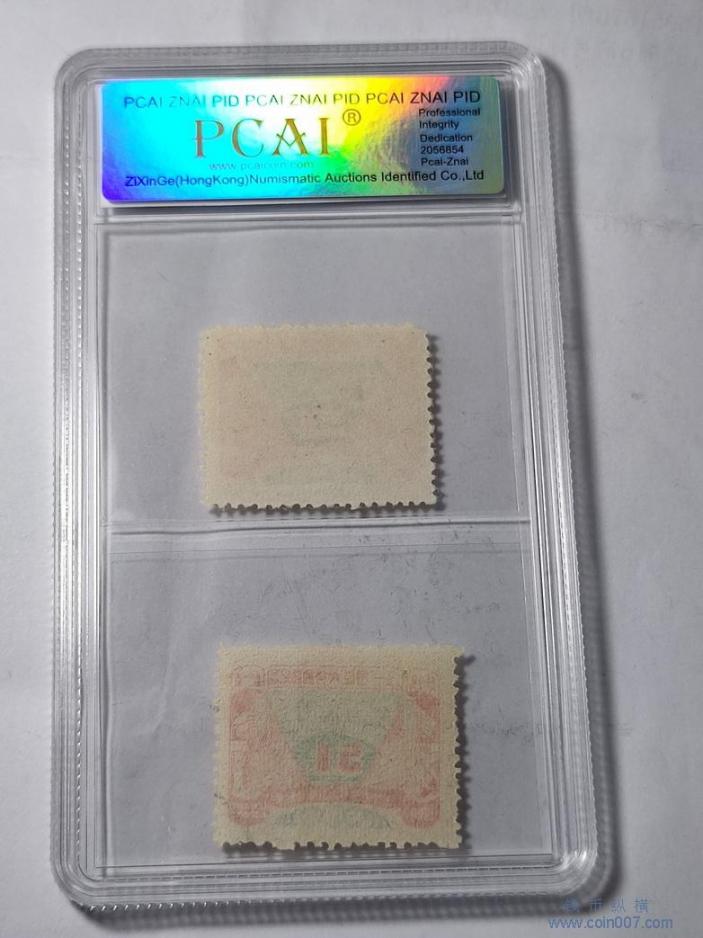 PCAI ZNAI PID PCAI ZNAI PID PCAI ZNAI PID
PCAI®
www.pcaicoin.com
Professional
Integrity
Dedication
2056854
Pcai-Znai
ZiXinGe(HongKong)Numismatic Auctions Identified Co.,Ltd
钱币纵横
www.coin007.com